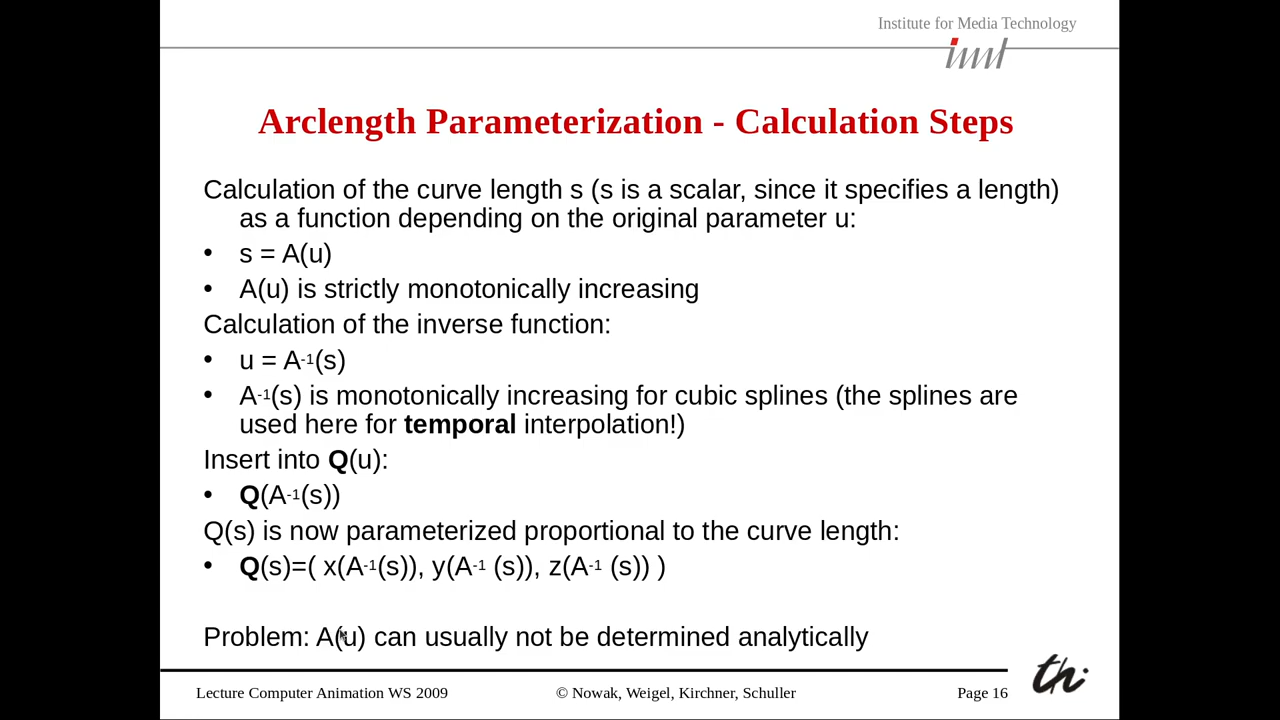 Institute for Media Technology
imt
Arclength Parameterization - Calculation Steps
Calculation of the curve length s (s is a scalar, since it specifies a length)
as a function depending on the original parameter u:
• s = A(u)
• A(u) is strictly monotonically increasing
Calculation of the inverse function:
• u = A-1(s)
• A-1(s) is monotonically increasing for cubic splines (the splines are
used here for temporal interpolation!)
Insert into Q(u):
• Q(A-1(s))
Q(s) is now parameterized proportional to the curve length:
• Q(s)=( x(A-1(s)), y(A-1 (s)), z(A-1 (s)) )
Problem: A(u) can usually not be determined analytically
th
Lecture Computer Animation WS 2009 © Nowak, Weigel, Kirchner, Schuller Page 16